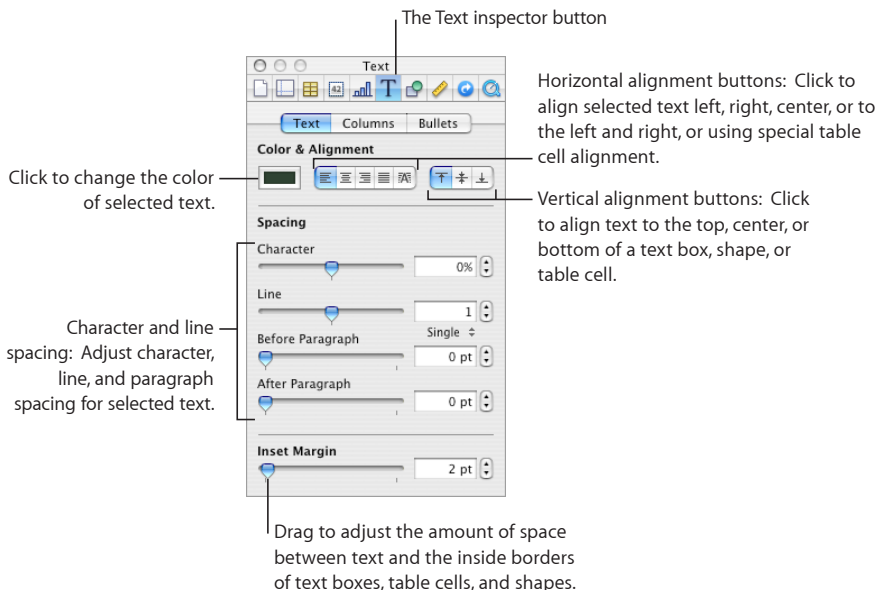 The Text inspector button
Text
42
T
Text Columns Bullets
Color & Alignment
Horizontal alignment buttons: Click to
align selected text left, right, center, or to
the left and right, or using special table
cell alignment.
Click to change the color
of selected text.
Vertical alignment buttons: Click
to align text to the top, center, or
bottom of a text box, shape, or
table cell.
Spacing
Character
0%
Line
1
Single
Before Paragraph
0 pt
After Paragraph
0 pt
Character and line
spacing: Adjust character,
line, and paragraph
spacing for selected text.
Inset Margin
2 pt
Drag to adjust the amount of space
between text and the inside borders
of text boxes, table cells, and shapes.